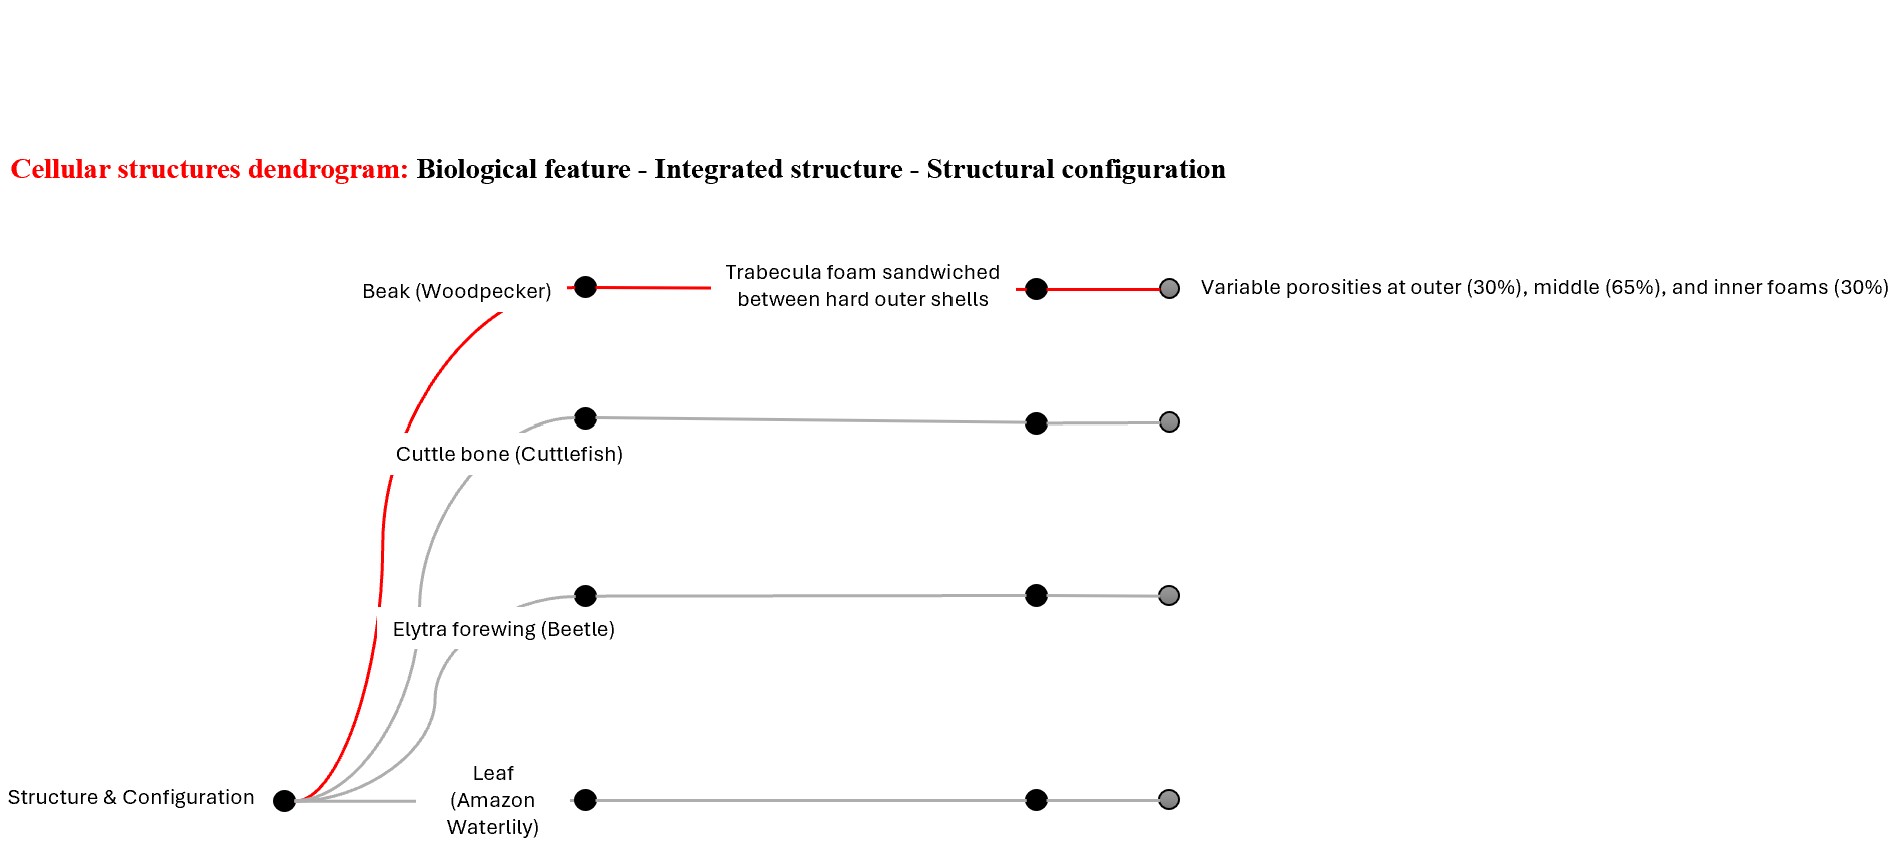 Cellular structures dendrogram: Biological feature - Integrated structure - Structural configuration
Beak (Woodpecker)
Trabecula foam sandwiched
between hard outer shells
Variable porosities at outer (30%), middle (65%), and inner foams (30%)
Cuttle bone (Cuttlefish)
Elytra forewing (Beetle)
Structure & Configuration
Leaf
(Amazon
Waterlily)